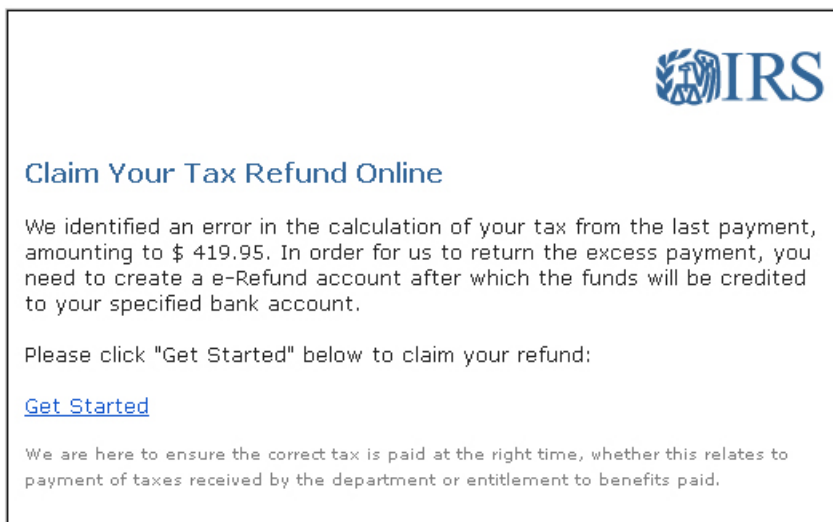 IRS
Claim Your Tax Refund Online
We identified an error in the calculation of your tax from the last payment,
amounting to $ 419.95. In order for us to return the excess payment, you
need to create a e-Refund account after which the funds will be credited
to your specified bank account.
Please click "Get Started" below to claim your refund:
Get Started
We are here to ensure the correct tax is paid at the right time, whether this relates to
payment of taxes received by the department or entitlement to benefits paid.